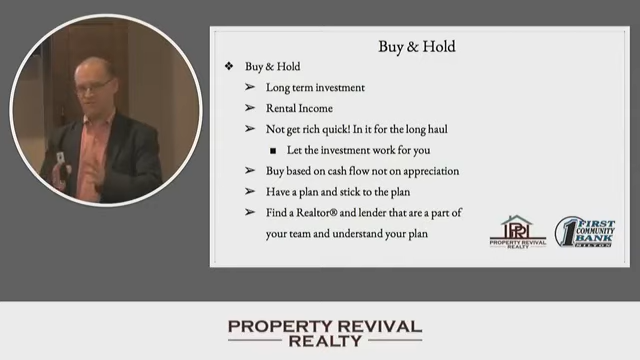 Buy & Hold
❖ Buy & Hold
➢ Long term investment
➢ Rental Income
➢ Not get rich quick! In it for the long haul
■ Let the investment work for you
➢ Buy based on cash flow not on appreciation
➢ Have a plan and stick to the plan
➢ Find a Realtor® and lender that are a part of
your team and understand your plan
PRR
PROPERTY REVIVAL
REALTY
1 FIRST
COMMUNITY
BANK
MILTON
PROPERTY REVIVAL
REALTY